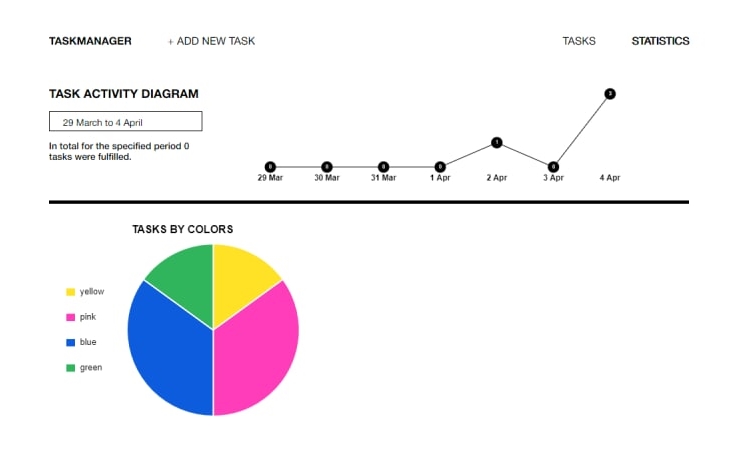 TASKMANAGER + ADD NEW TASK TASKS STATISTICS
TASK ACTIVITY DIAGRAM
29 March to 4 April
In total for the specified period 0
tasks were fulfilled.
3
1
0 0 0 0 0
29 Mar 30 Mar 31 Mar 1 Apr 2 Apr 3 Apr 4 Apr
TASKS BY COLORS
yellow
pink
blue
green